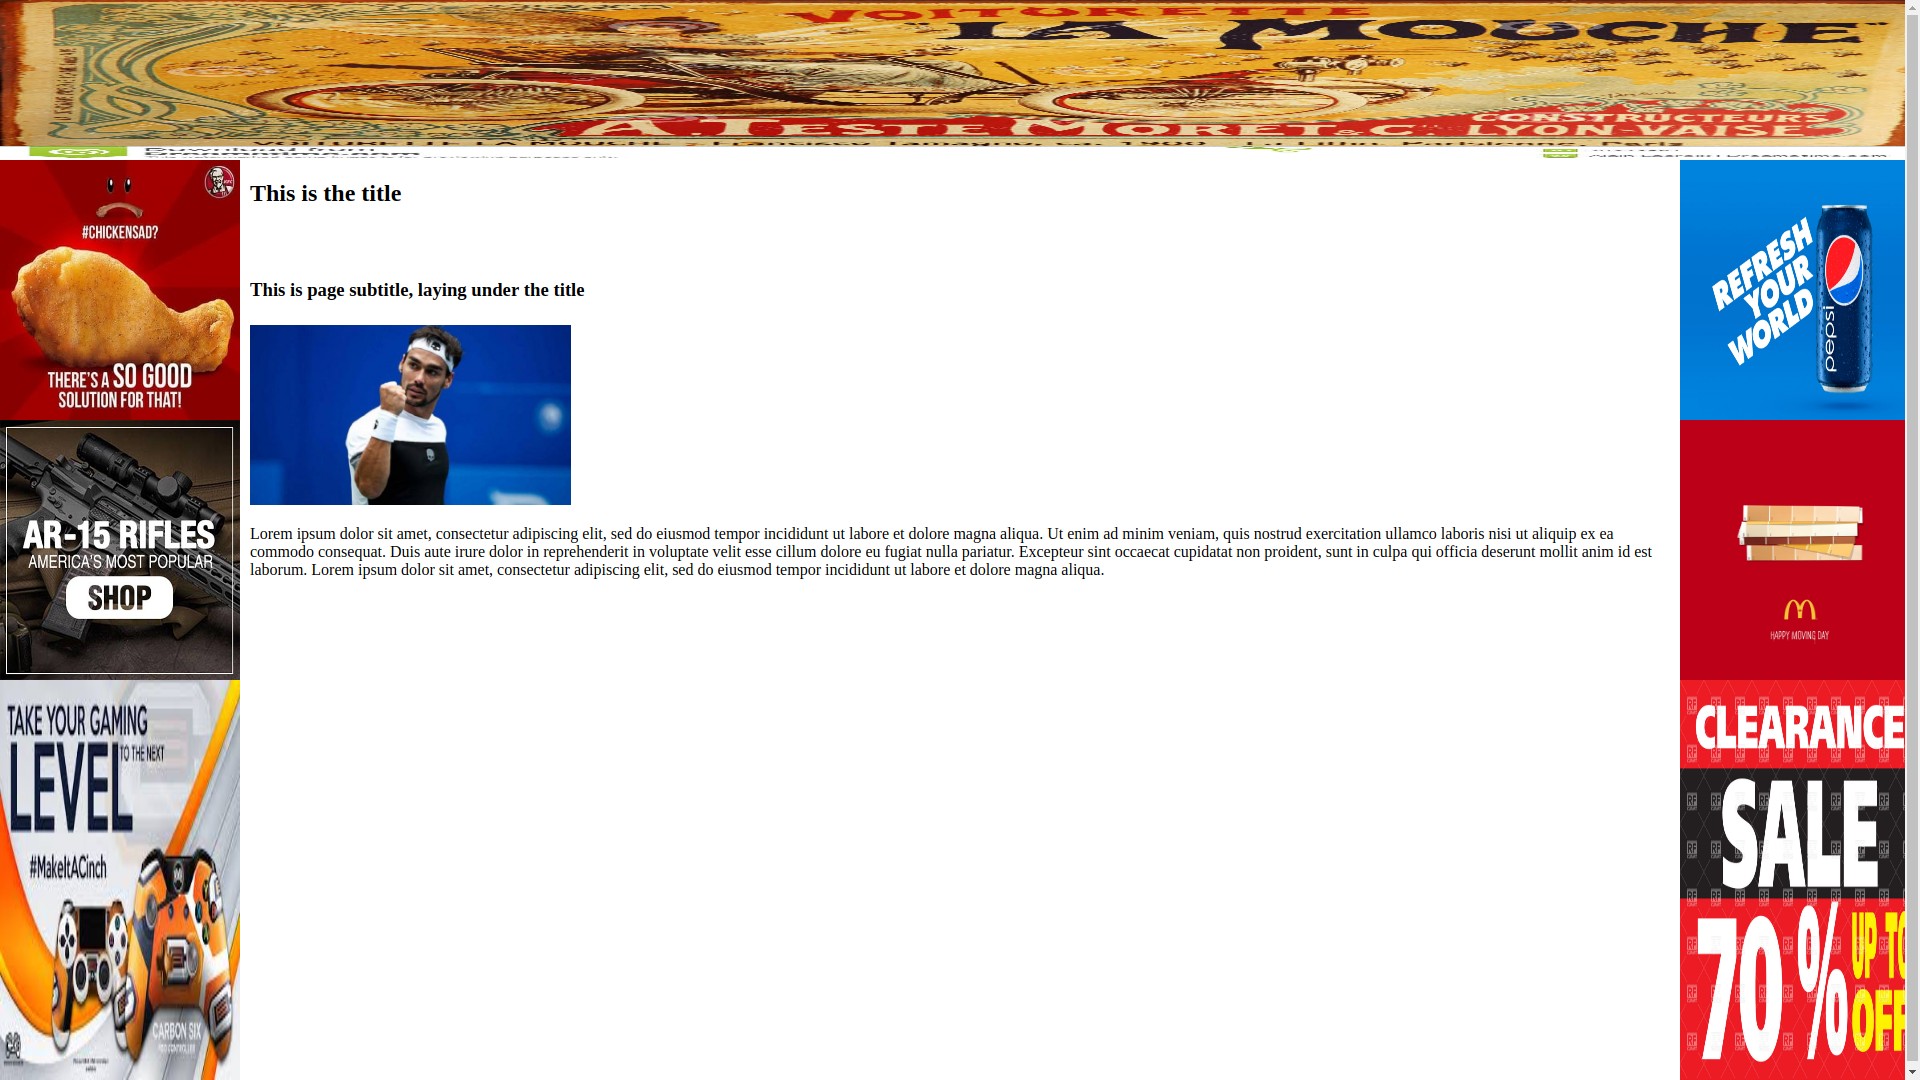 VOITURETTE
LA MOUCHE
A. TESTE MORET & C
CONSTRUCTEURS
LYON-VAISE
#CHICKENSAD?
THERE'S A SO GOOD
SOLUTION FOR THAT!
AR-15 RIFLES
AMERICA'S MOST POPULAR
SHOP
TAKE YOUR GAMING
LEVEL TO THE NEXT
#MakeItACinch
CARBON SIX
This is the title
This is page subtitle, laying under the title
Lorem ipsum dolor sit amet, consectetur adipiscing elit, sed do eiusmod tempor incididunt ut labore et dolore magna aliqua. Ut enim ad minim veniam, quis nostrud exercitation ullamco laboris nisi ut aliquip ex ea
commodo consequat. Duis aute irure dolor in reprehenderit in voluptate velit esse cillum dolore eu fugiat nulla pariatur. Excepteur sint occaecat cupidatat non proident, sunt in culpa qui officia deserunt mollit anim id est
laborum. Lorem ipsum dolor sit amet, consectetur adipiscing elit, sed do eiusmod tempor incididunt ut labore et dolore magna aliqua.
REFRESH
YOUR
WORLD
pepsi
HAPPY MOVING DAY
CLEARANCE
SALE
70% UP TO
OFF